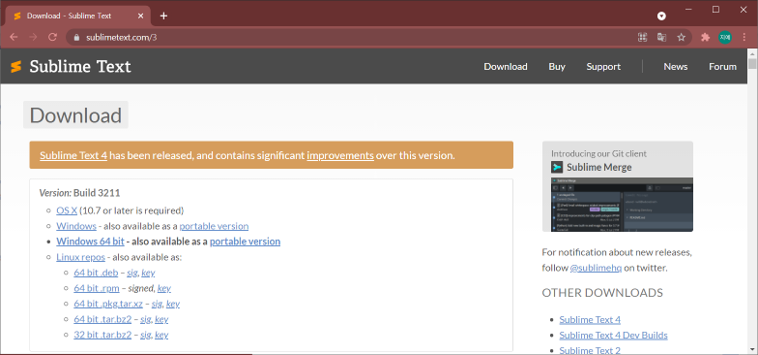 Download - Sublime Text
sublimetext.com/3
Sublime Text
Download Buy Support News Forum
Download
Sublime Text 4 has been released, and contains significant improvements over this version.
Version: Build 3211
OS X (10.7 or later is required)
Windows - also available as a portable version
Windows 64 bit - also available as a portable version
Linux repos - also available as:
64 bit .deb – sig, key
64 bit .rpm – signed, key
64 bit .pkg.tar.xz – sig, key
64 bit .tar.bz2 – sig, key
32 bit .tar.bz2 – sig, key
Introducing our Git client
Sublime Merge
For notification about new releases,
follow @sublimehq on twitter.
OTHER DOWNLOADS
Sublime Text 4
Sublime Text 4 Dev Builds
Sublime Text 2